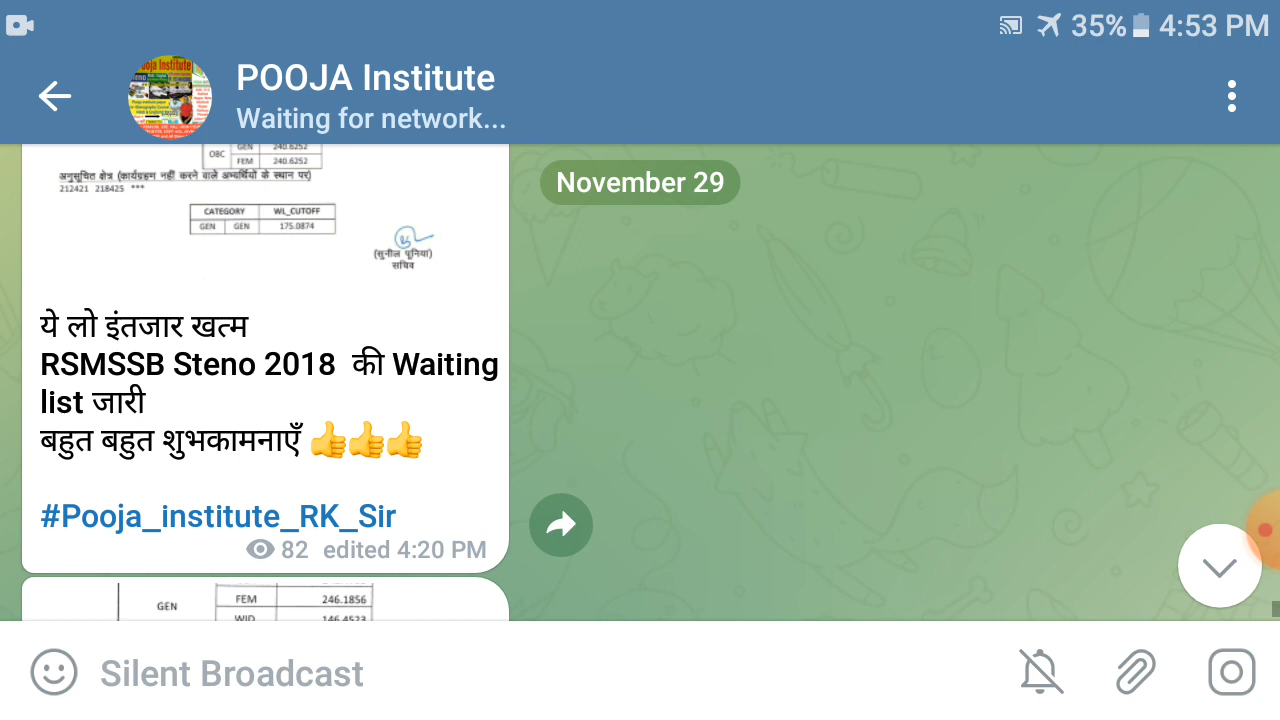 35% 4:53 PM
POOJA Institute
Waiting for network...
November 29
OBC GEN 240.6252
FEM 240.6252
अनुसूचित क्षेत्र (कार्यग्रहण नहीं करने वाले अभ्यर्थियों के स्थान पर)
212421 218425 ***
CATEGORY WL_CUTOFF
GEN GEN 175.0874
(सुनील पूनिया)
सचिव
ये लो इंतजार खत्म
RSMSSB Steno 2018 की Waiting
list जारी
बहुत बहुत शुभकामनाएँ 👍👍👍
#Pooja_institute_RK_Sir
82 edited 4:20 PM
GEN FEM 246.1856
WID 146.4523
Silent Broadcast